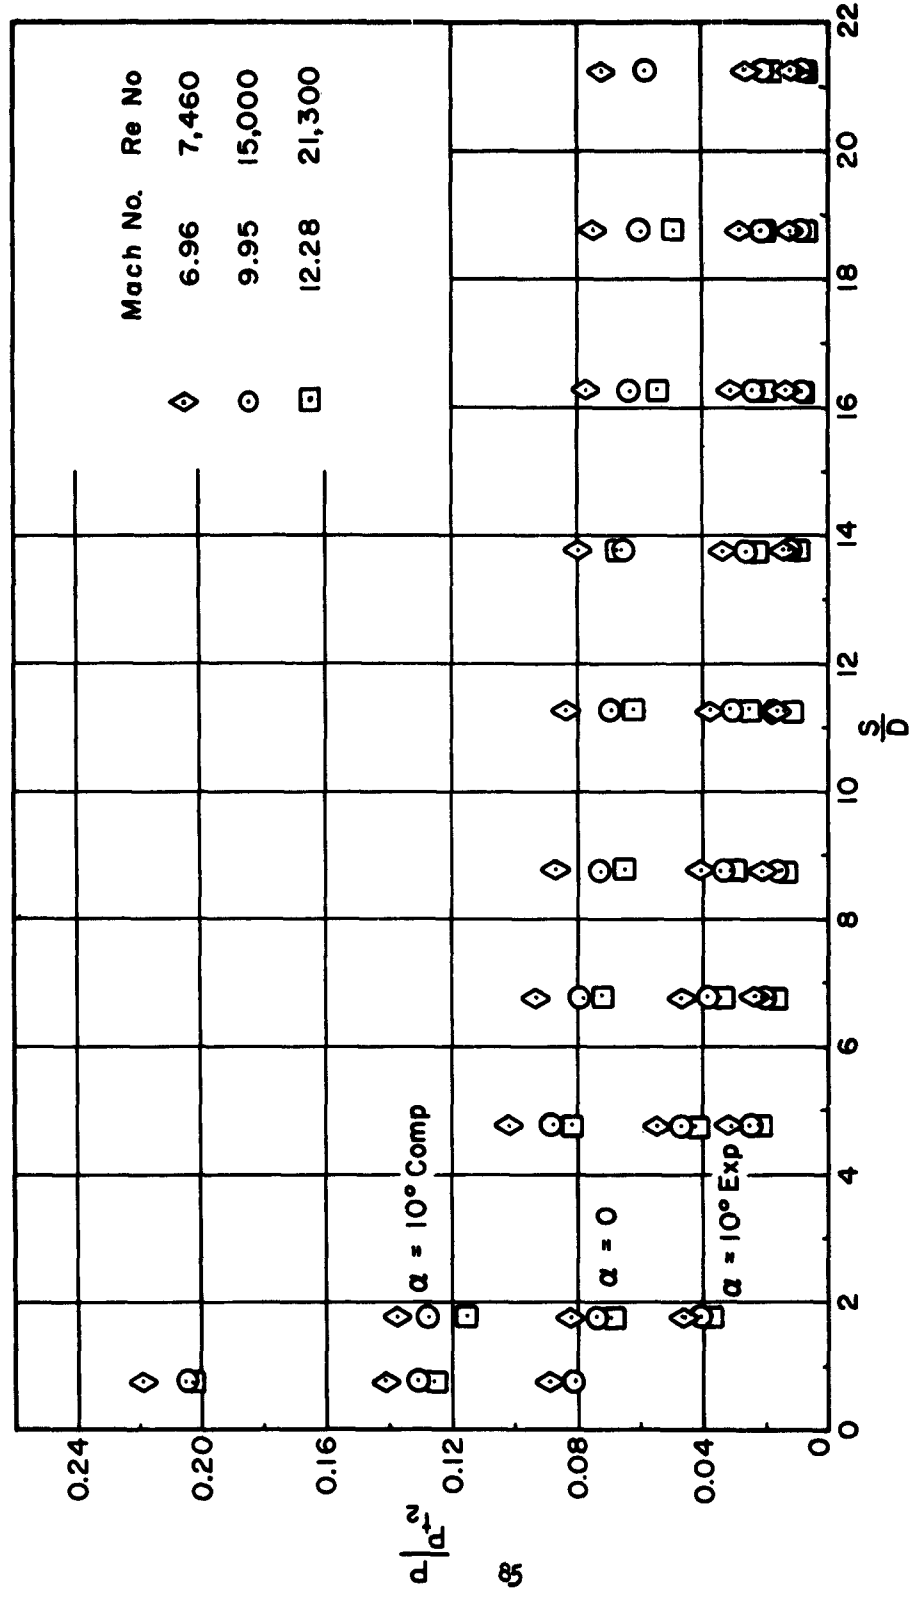 Mach No. Re No
6.96 7,460
9.95 15,000
12.28 21,300
0.24
0.20
0.16
0.12
0.08
0.04
0
α = 10° Comp
α = 0
α = 10° Exp
0 2 4 6 8 10 12 14 16 18 20 22
S
D
p
pt2